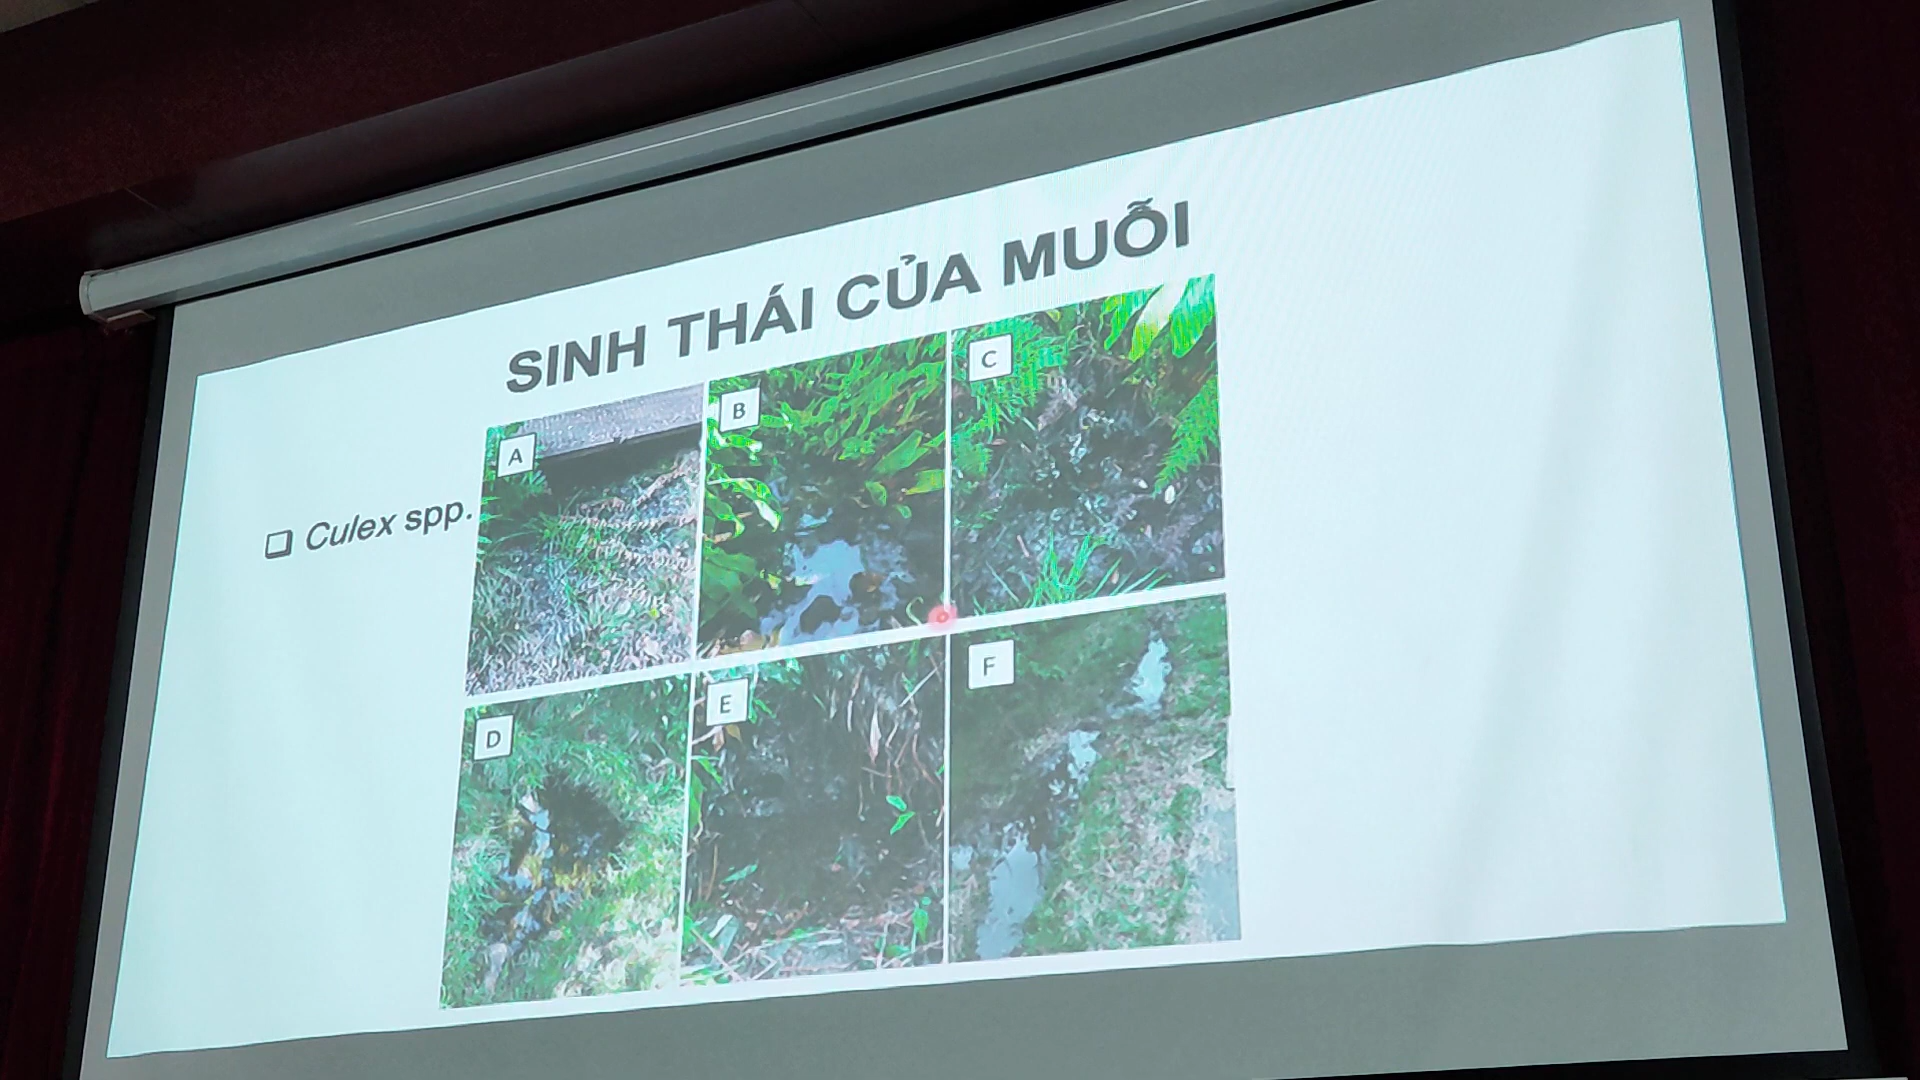 SINH THÁI CỦA MUỖI
❑ Culex spp.
A
B
C
D
E
F